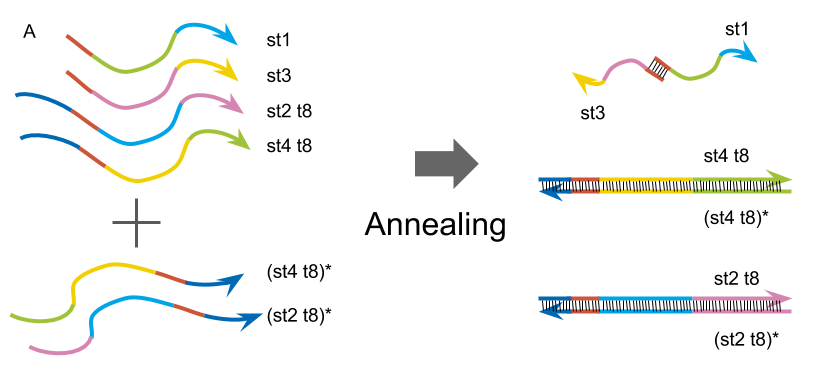 A
st1
st3
st2 t8
st4 t8
(st4 t8)*
(st2 t8)*
Annealing
st1
st3
st4 t8
(st4 t8)*
st2 t8
(st2 t8)*